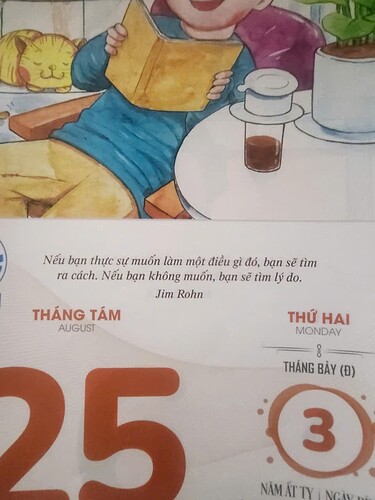 Nếu bạn thực sự muốn làm một điều gì đó, bạn sẽ tìm
ra cách. Nếu bạn không muốn, bạn sẽ tìm lý do.
Jim Rohn
THÁNG TÁM
AUGUST
THỨ HAI
MONDAY
THÁNG BẢY (Đ)
25
3
NĂM ẤT TỴ
NGÀY